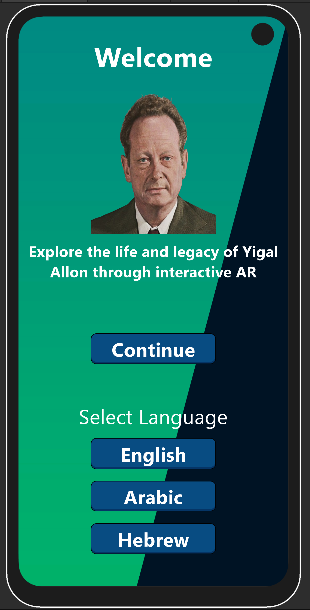 Welcome
Explore the life and legacy of Yigal
Allon through interactive AR
Continue
Select Language
English
Arabic
Hebrew